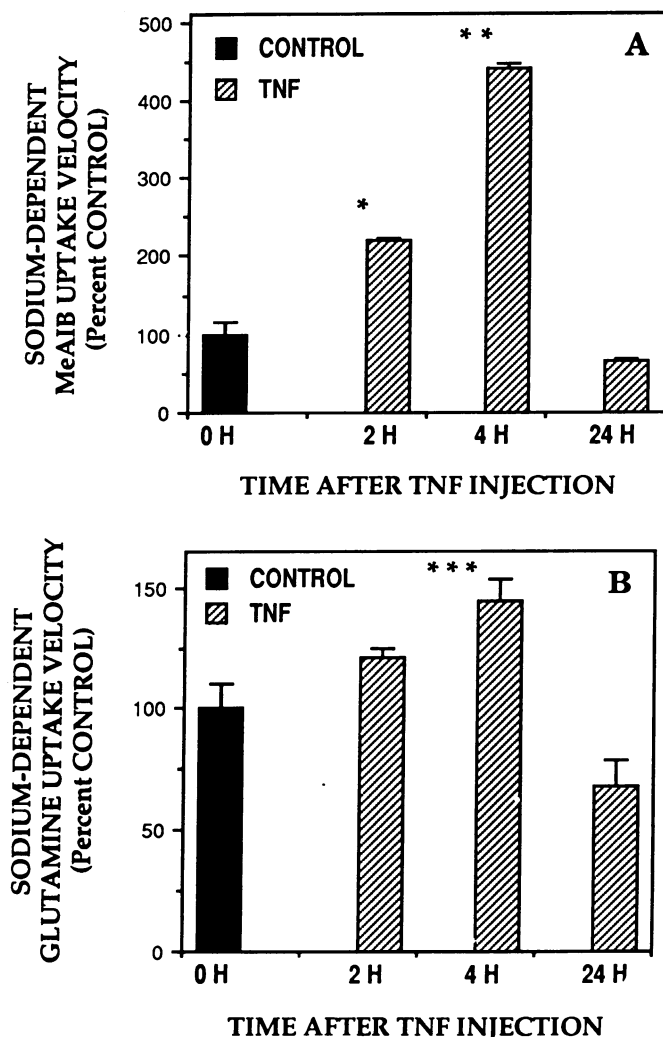 SODIUM-DEPENDENT
MeAIB UPTAKE VELOCITY
(Percent CONTROL)
500
450
400
350
300
200
100
0
CONTROL
TNF
A
*
**
0 H
2 H
4 H
24 H
TIME AFTER TNF INJECTION
SODIUM-DEPENDENT
GLUTAMINE UPTAKE VELOCITY
(Percent CONTROL)
150
100
50
0
CONTROL
TNF
B
***
0 H
2 H
4 H
24 H
TIME AFTER TNF INJECTION